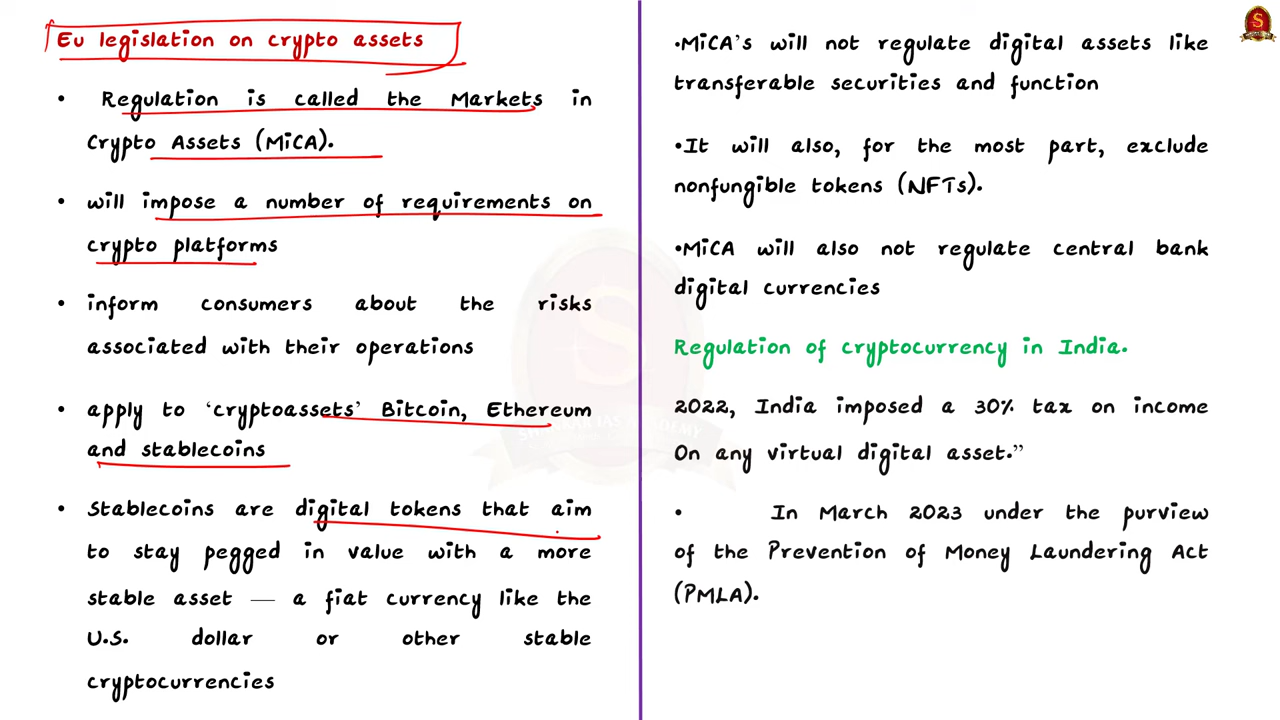 Eu legislation on crypto assets
• Regulation is called the Markets in
Crypto Assets (MiCA).
• will impose a number of requirements on
crypto platforms
• inform consumers about the risks
associated with their operations
• apply to ‘cryptoassets’ Bitcoin, Ethereum
and stablecoins
• Stablecoins are digital tokens that aim
to stay pegged in value with a more
stable asset — a fiat currency like the
U.S. dollar or other stable
cryptocurrencies
•MiCA’s will not regulate digital assets like
transferable securities and function
•It will also, for the most part, exclude
nonfungible tokens (NFTs).
•MiCA will also not regulate central bank
digital currencies
Regulation of cryptocurrency in India.
2022, India imposed a 30% tax on income
On any virtual digital asset.”
• In March 2023 under the purview
of the Prevention of Money Laundering Act
(PMLA).